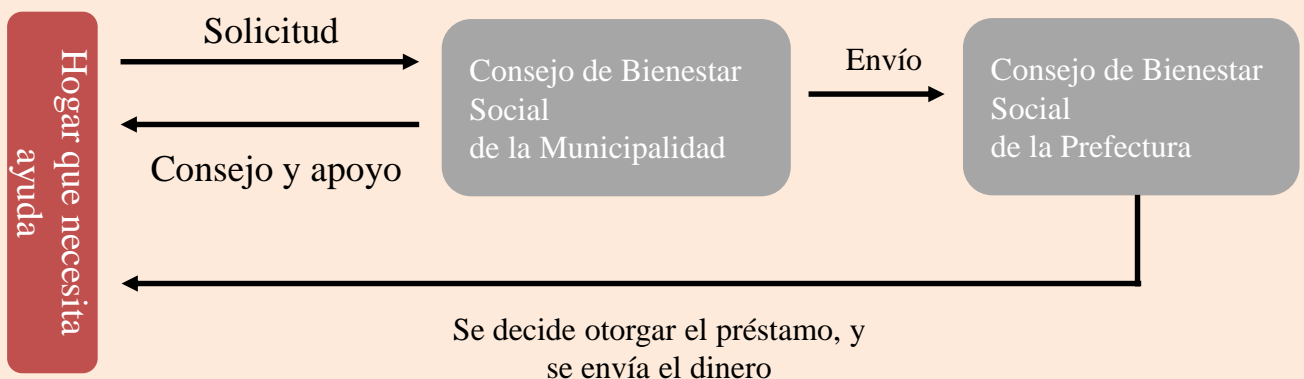 Hogar que necesita
ayuda
Solicitud
Consejo y apoyo
Consejo de Bienestar
Social
de la Municipalidad
Envío
Consejo de Bienestar
Social
de la Prefectura
Se decide otorgar el préstamo, y
se envía el dinero